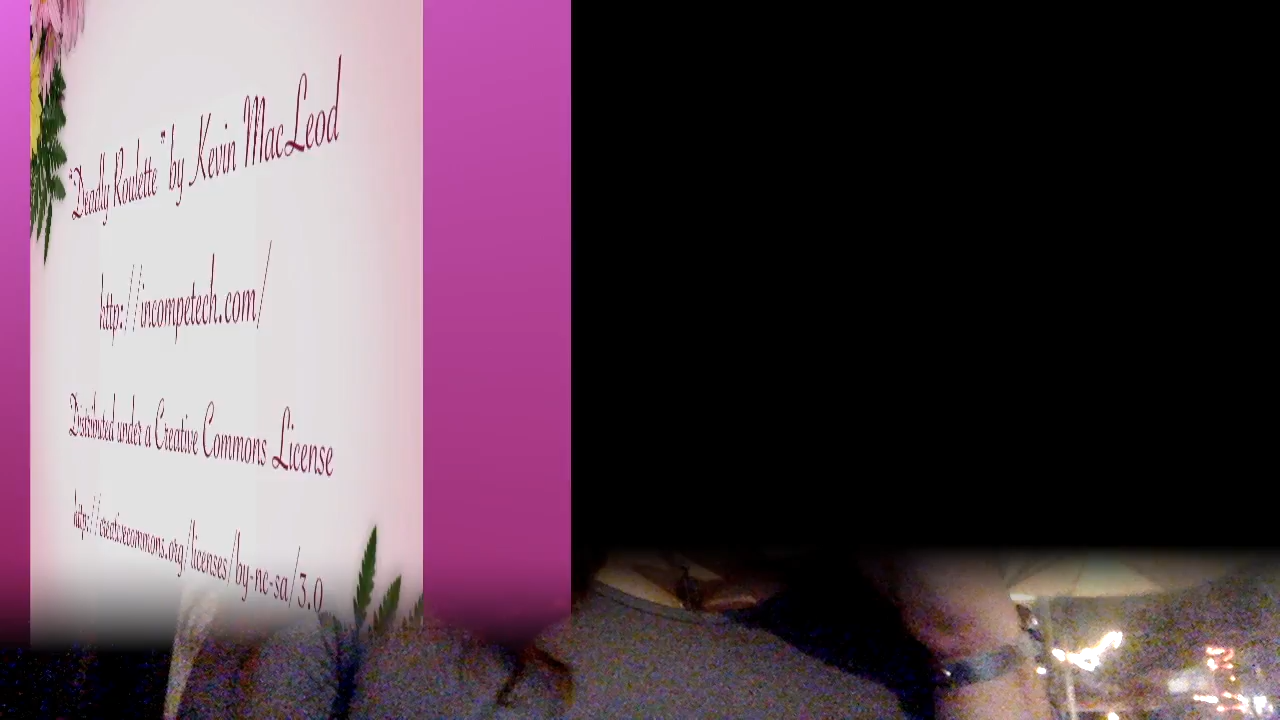 "Deadly Roulette" by Kevin MacLeod
http://incompetech.com/
Distributed under a Creative Commons License
http://creativecommons.org/licenses/by-nc-sa/3.0